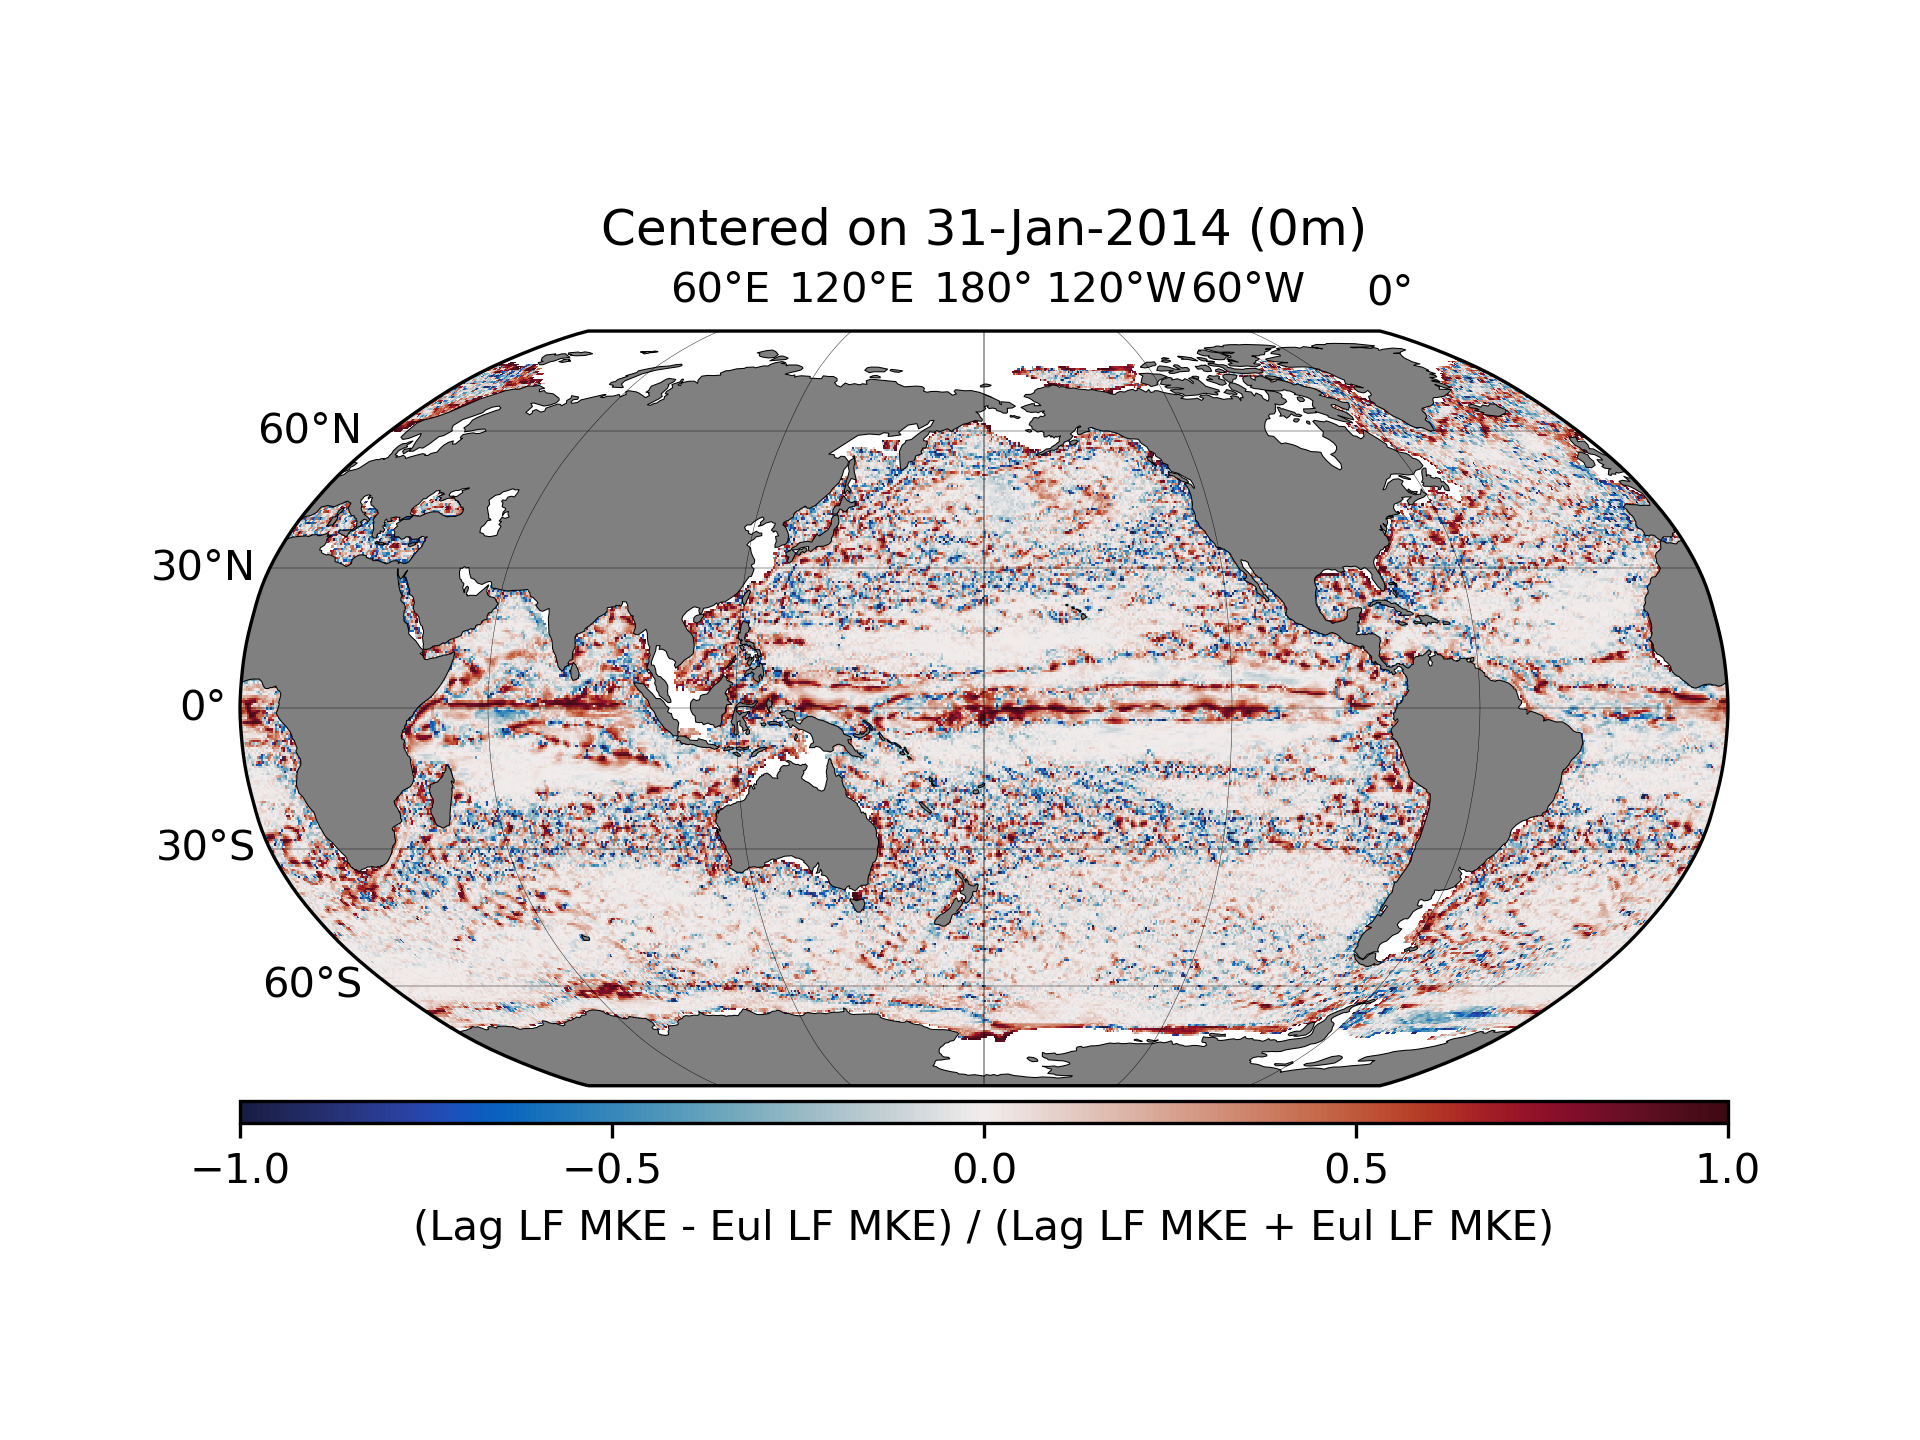 Centered on 31-Jan-2014 (0m)
60°E 120°E 180° 120°W 60°W 0°
60°N
30°N
0°
30°S
60°S
−1.0 −0.5 0.0 0.5 1.0
(Lag LF MKE - Eul LF MKE) / (Lag LF MKE + Eul LF MKE)